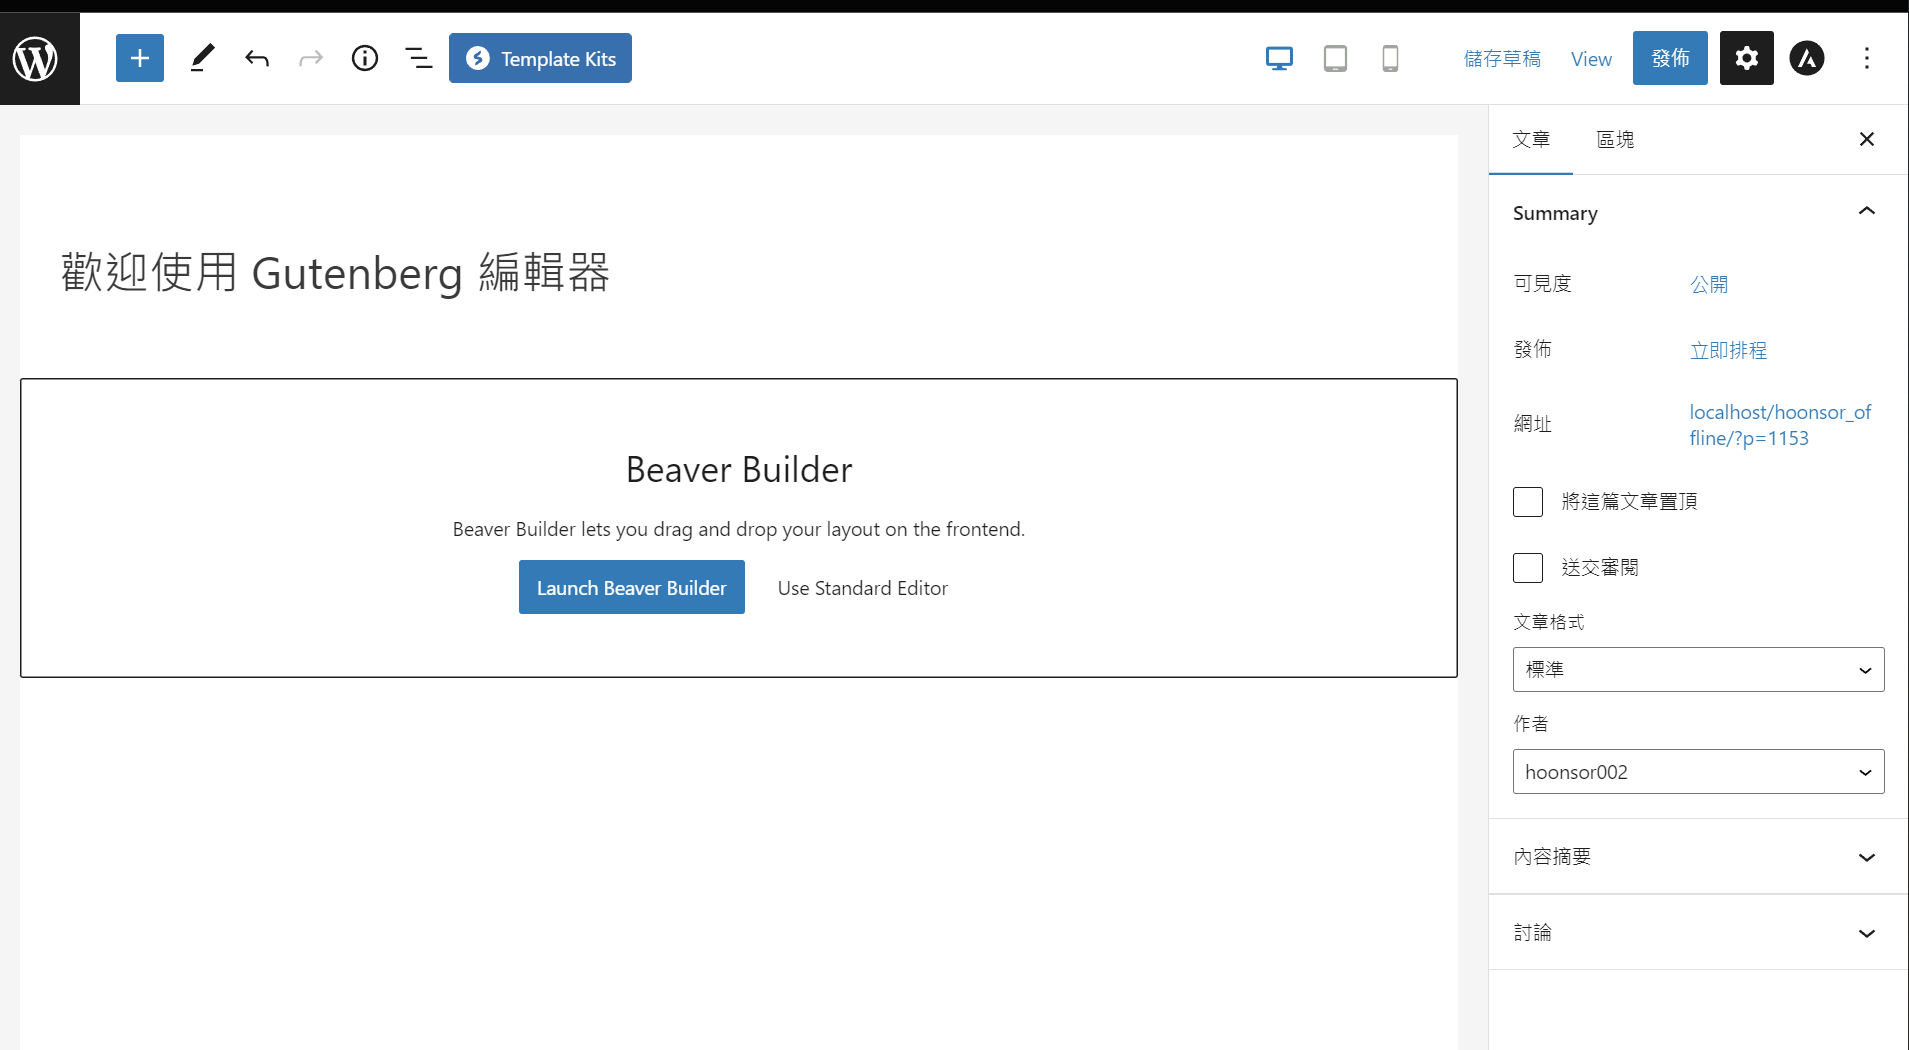 Template Kits
儲存草稿
View
發佈
文章
區塊
歡迎使用 Gutenberg 編輯器
Beaver Builder
Beaver Builder lets you drag and drop your layout on the frontend.
Launch Beaver Builder
Use Standard Editor
Summary
可見度
公開
發佈
立即排程
網址
localhost/hoonsor_of
fline/?p=1153
將這篇文章置頂
送交審閱
文章格式
標準
作者
hoonsor002
內容摘要
討論